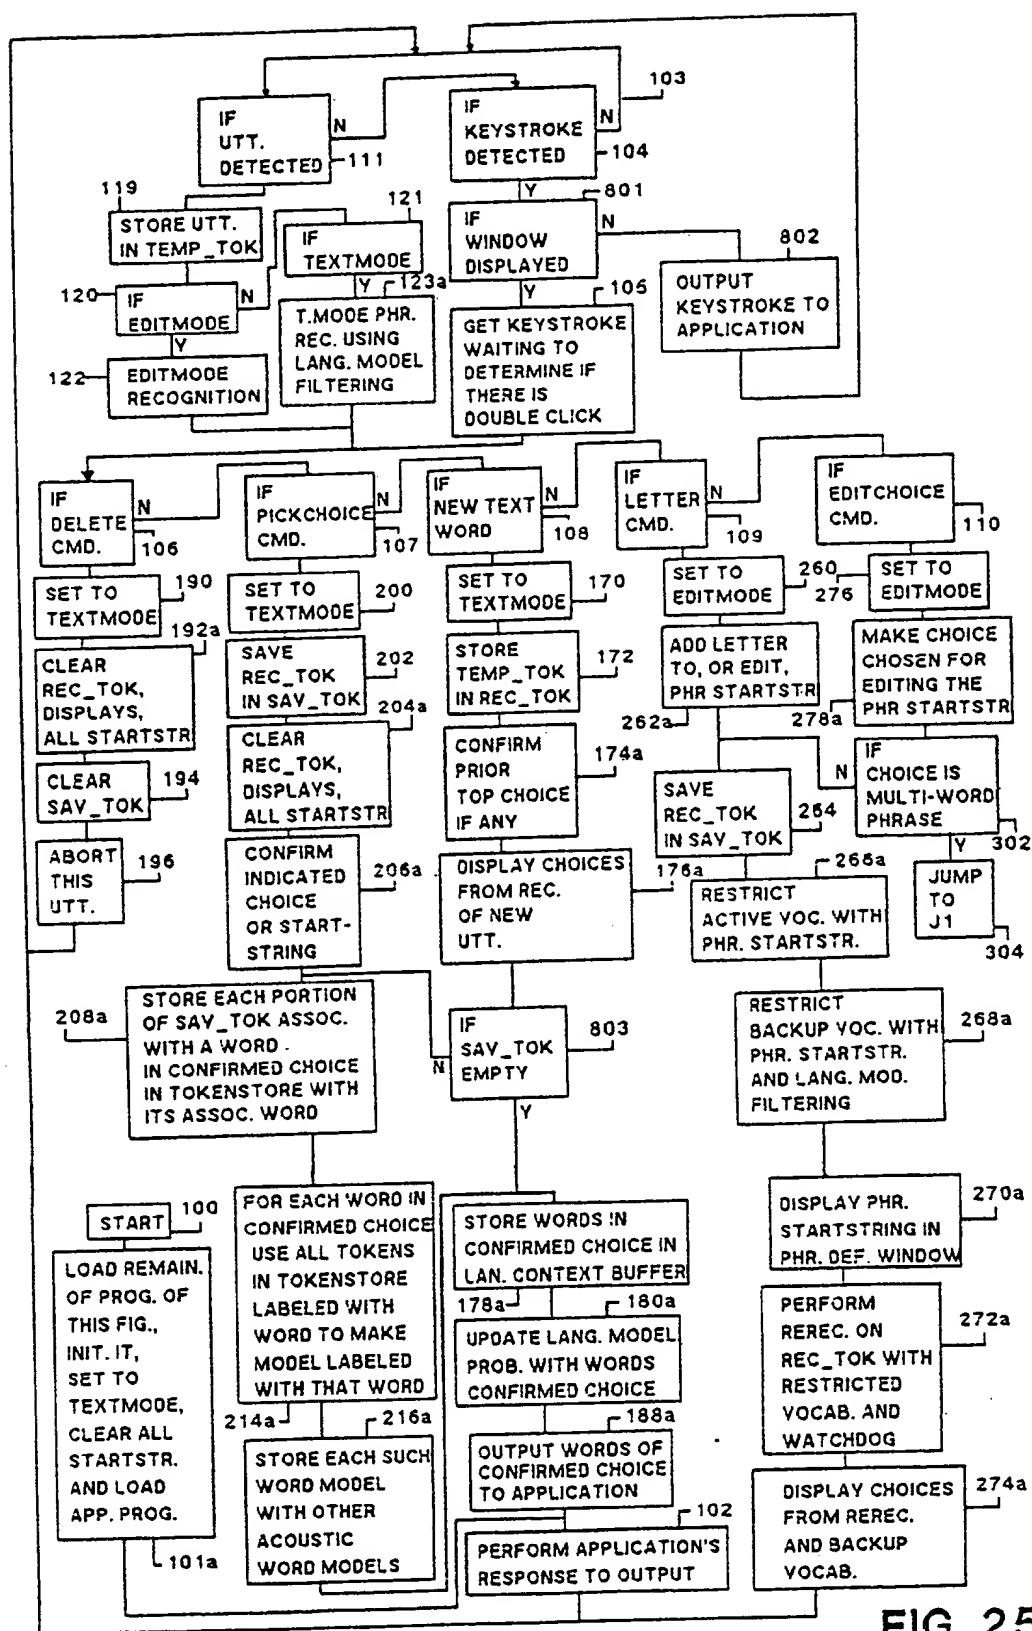 IF
UTT.
DETECTED
N
111
IF
KEYSTROKE
DETECTED
N
103
104
Y
119
STORE UTT.
IN TEMP_TOK
121
IF
TEXTMODE
Y
123a
801
IF
WINDOW
DISPLAYED
N
Y
802
OUTPUT
KEYSTROKE TO
APPLICATION
120
IF
EDITMODE
N
Y
122
EDITMODE
RECOGNITION
T.MODE PHR.
REC. USING
LANG. MODEL
FILTERING
105
GET KEYSTROKE
WAITING TO
DETERMINE IF
THERE IS
DOUBLE CLICK
IF
DELETE
CMD.
N
106
IF
PICKCHOICE
CMD.
N
107
IF
NEW TEXT
WORD
N
108
IF
LETTER
CMD.
N
109
IF
EDITCHOICE
CMD.
110
SET TO
TEXTMODE
190
SET TO
TEXTMODE
200
SET TO
TEXTMODE
170
SET TO
EDITMODE
260
276
SET TO
EDITMODE
192a
CLEAR
REC_TOK,
DISPLAYS,
ALL STARTSTR
SAVE
REC_TOK
IN SAV_TOK
202
204a
STORE
TEMP_TOK
IN REC_TOK
172
ADD LETTER
TO, OR EDIT,
PHR STARTSTR
262a
MAKE CHOICE
CHOSEN FOR
EDITING THE
PHR STARTSTR
278a
CLEAR
SAV_TOK
194
CLEAR
REC_TOK,
DISPLAYS,
ALL STARTSTR
CONFIRM
PRIOR
TOP CHOICE
IF ANY
174a
SAVE
REC_TOK
IN SAV_TOK
264
N
IF
CHOICE IS
MULTI-WORD
PHRASE
302
Y
ABORT
THIS
UTT.
196
CONFIRM
INDICATED
CHOICE
OR START-
STRING
206a
DISPLAY CHOICES
FROM REC.
OF NEW
UTT.
176a
266a
RESTRICT
ACTIVE VOC. WITH
PHR. STARTSTR.
JUMP
TO
J1
304
208a
STORE EACH PORTION
OF SAV_TOK ASSOC.
WITH A WORD
IN CONFIRMED CHOICE
IN TOKENSTORE WITH
ITS ASSOC. WORD
N
IF
SAV_TOK
EMPTY
803
Y
RESTRICT
BACKUP VOC. WITH
PHR. STARTSTR.
AND LANG. MOD.
FILTERING
268a
START
100
LOAD REMAIN.
OF PROG. OF
THIS FIG.,
INIT. IT,
SET TO
TEXTMODE,
CLEAR ALL
STARTSTR.
AND LOAD
APP. PROG.
101a
FOR EACH WORD IN
CONFIRMED CHOICE
USE ALL TOKENS
IN TOKENSTORE
LABELED WITH
WORD TO MAKE
MODEL LABELED
WITH THAT WORD
214a
216a
STORE EACH SUCH
WORD MODEL
WITH OTHER
ACOUSTIC
WORD MODELS
STORE WORDS IN
CONFIRMED CHOICE IN
LAN. CONTEXT BUFFER
178a
180a
UPDATE LANG. MODEL
PROB. WITH WORDS
CONFIRMED CHOICE
188a
OUTPUT WORDS OF
CONFIRMED CHOICE
TO APPLICATION
102
PERFORM APPLICATION'S
RESPONSE TO OUTPUT
DISPLAY PHR.
STARTSTRING IN
PHR. DEF. WINDOW
270a
PERFORM
REREC. ON
REC_TOK WITH
RESTRICTED
VOCAB. AND
WATCHDOG
272a
DISPLAY CHOICES
FROM REREC.
AND BACKUP
VOCAB.
274a
FIG. 25